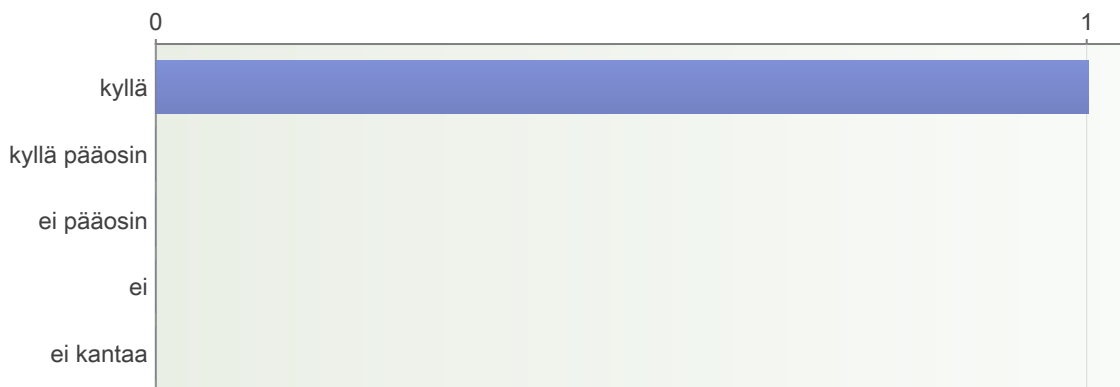 0 1
kyllä
kyllä pääosin
ei pääosin
ei
ei kantaa